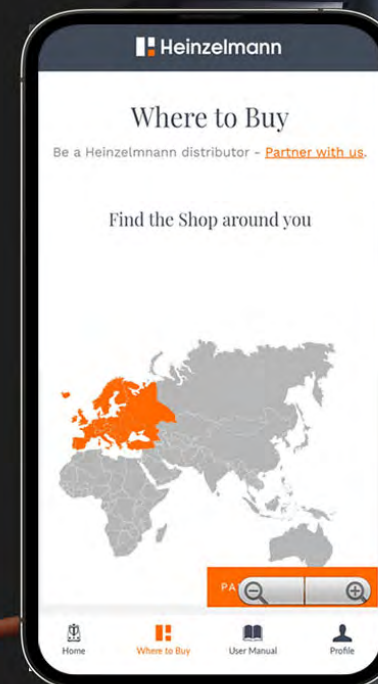 Heinzelmann
Where to Buy
Be a Heinzelmnann distributor - Partner with us.
Find the Shop around you
PA
Home
Where to Buy
User Manual
Profile